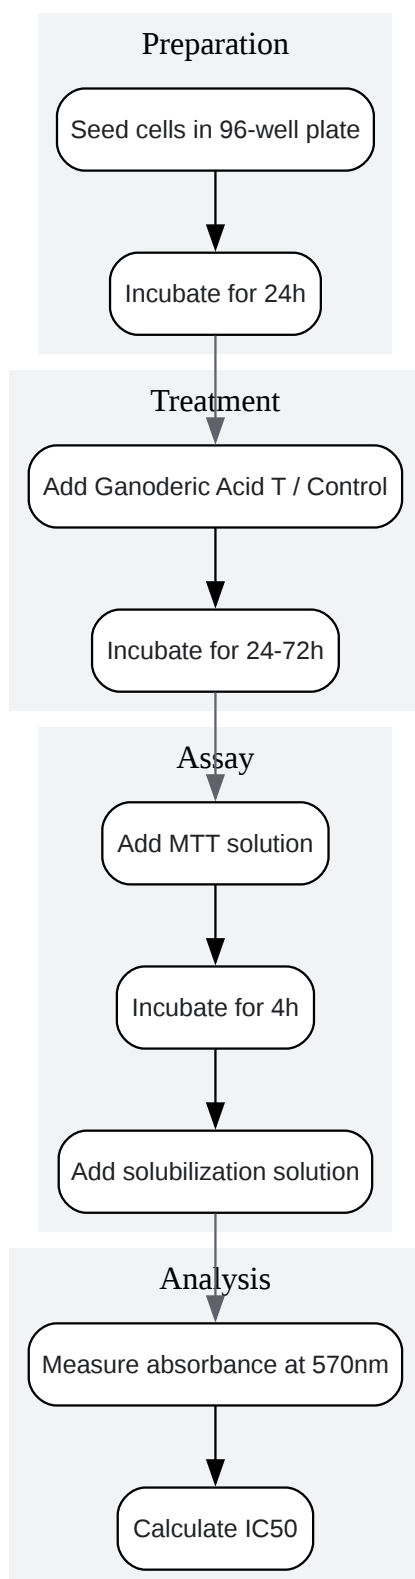 Preparation
Seed cells in 96-well plate
Incubate for 24h
Treatment
Add Ganoderic Acid T / Control
Incubate for 24-72h
Assay
Add MTT solution
Incubate for 4h
Add solubilization solution
Analysis
Measure absorbance at 570nm
Calculate IC50